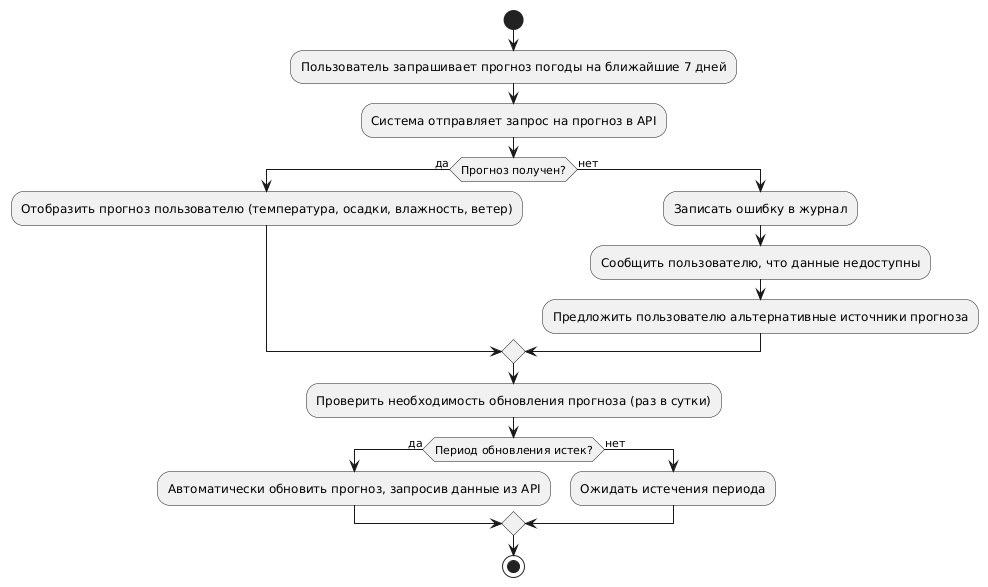 Пользователь запрашивает прогноз погоды на ближайшие 7 дней
Система отправляет запрос на прогноз в API
да
Прогноз получен?
нет
Отобразить прогноз пользователю (температура, осадки, влажность, ветер)
Записать ошибку в журнал
Сообщить пользователю, что данные недоступны
Предложить пользователю альтернативные источники прогноза
Проверить необходимость обновления прогноза (раз в сутки)
да
Период обновления истек?
нет
Автоматически обновить прогноз, запросив данные из API
Ожидать истечения периода